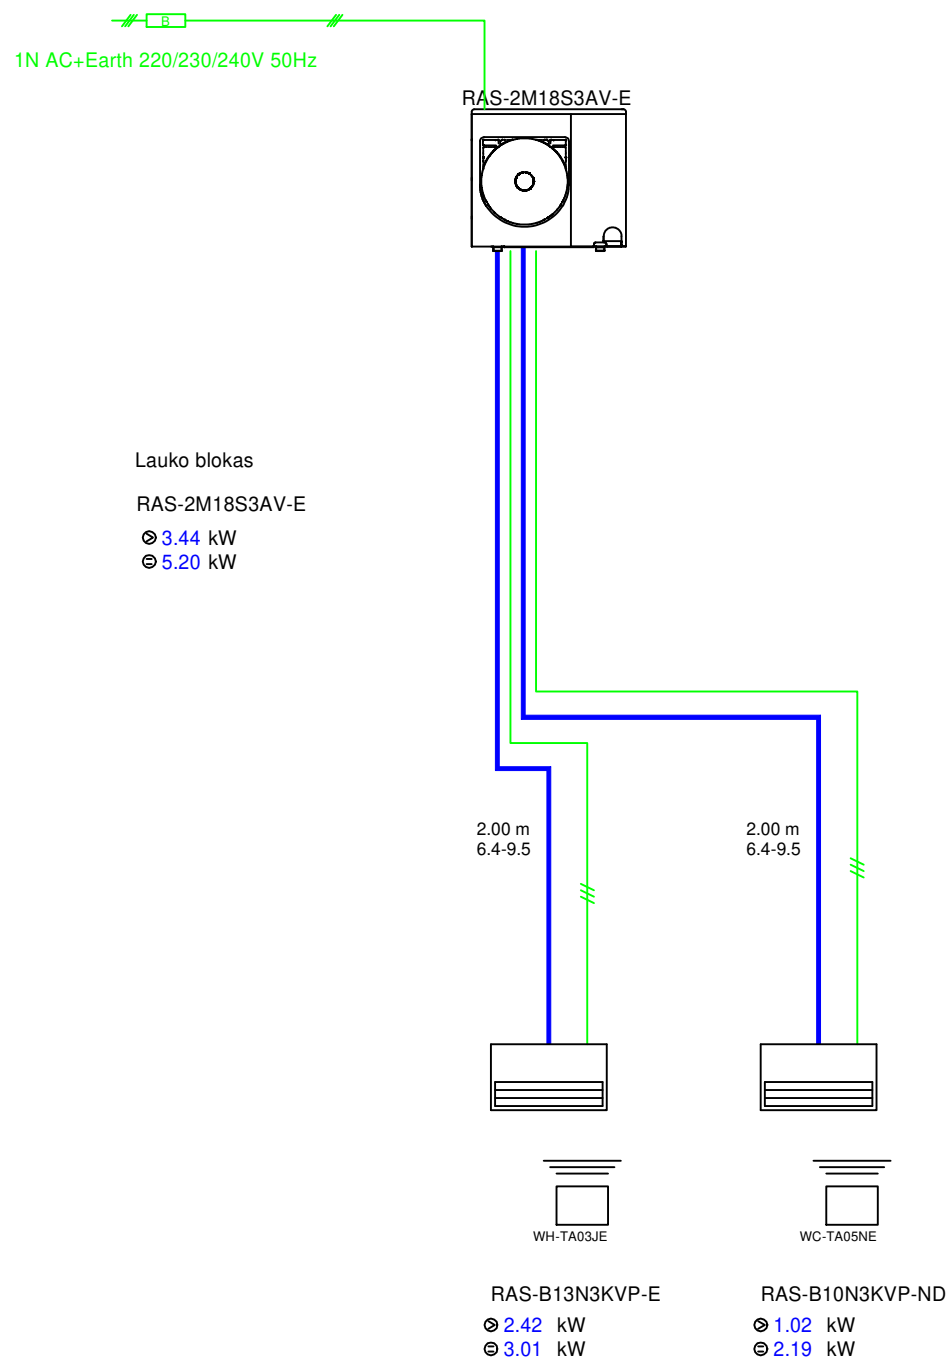 B
1N AC+Earth 220/230/240V 50Hz
RAS-2M18S3AV-E
Lauko blokas
RAS-2M18S3AV-E
3.44 kW
5.20 kW
2.00 m
6.4-9.5
2.00 m
6.4-9.5
WH-TA03JE
WC-TA05NE
RAS-B13N3KVP-E
2.42 kW
3.01 kW
RAS-B10N3KVP-ND
1.02 kW
2.19 kW